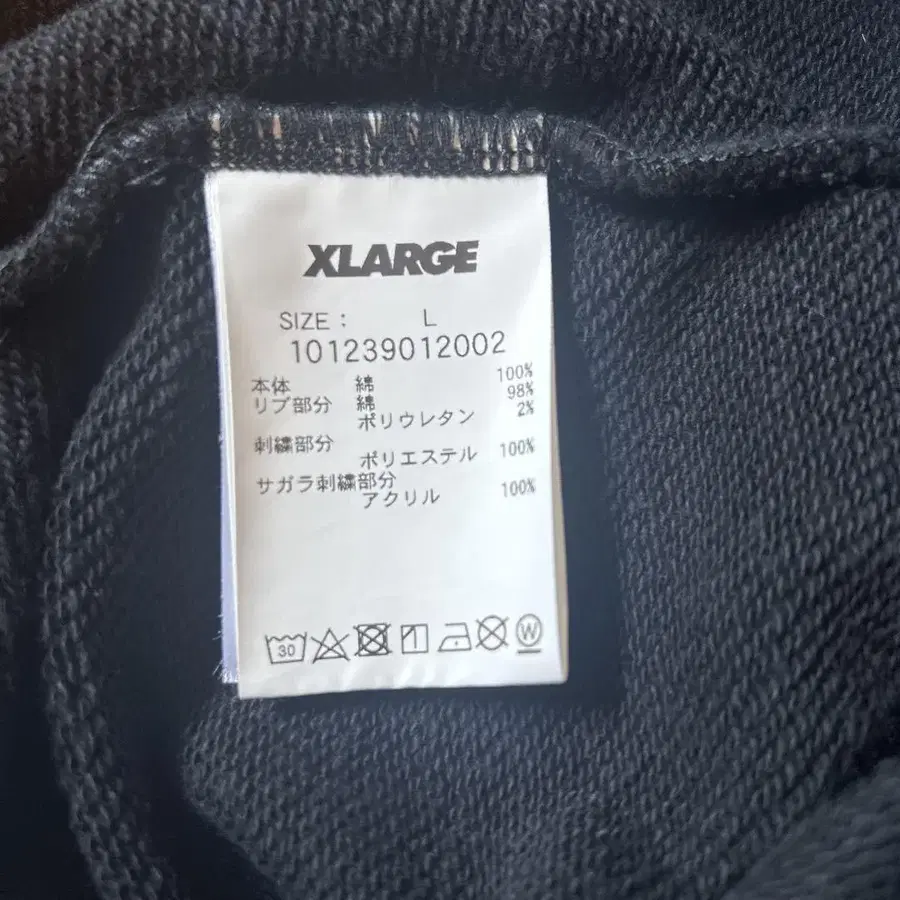 XLARGE
SIZE : L
101239012002
本体 綿 100%
リブ部分 綿 98%
ポリウレタン 2%
刺繍部分
ポリエステル 100%
サガラ刺繍部分
アクリル 100%
30
W